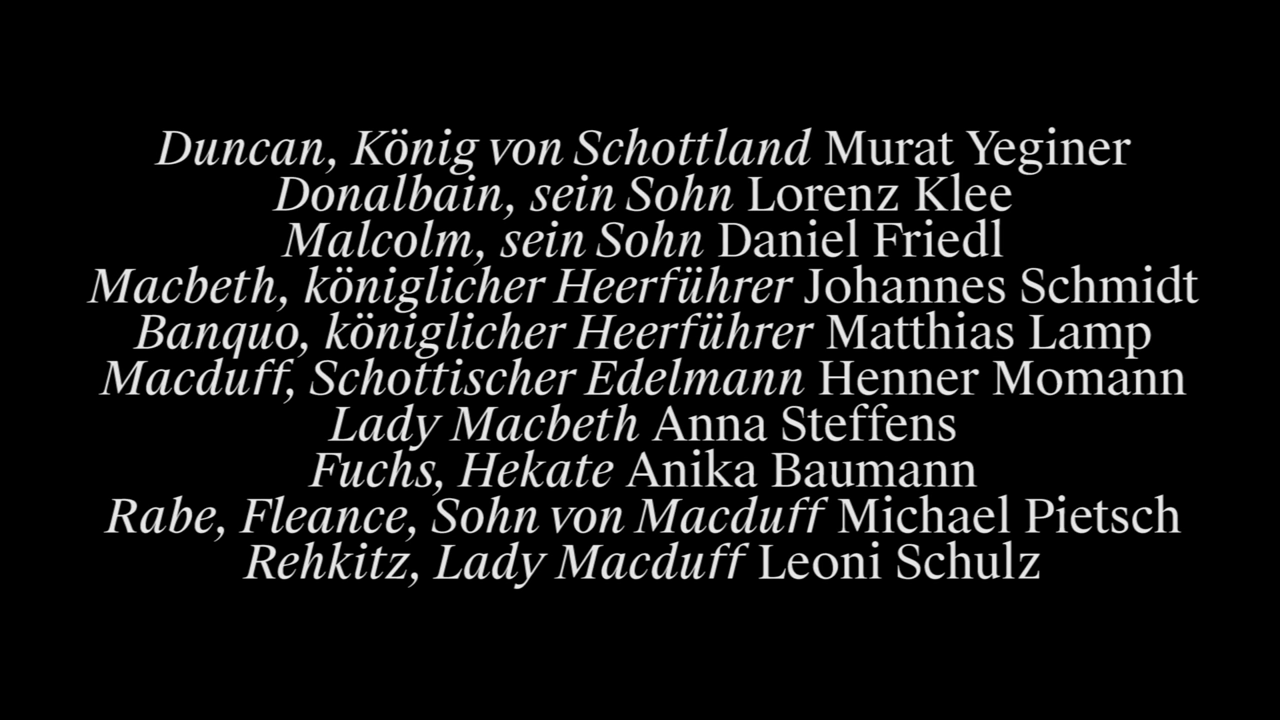 Duncan, König von Schottland Murat Yeginer
Donalbain, sein Sohn Lorenz Klee
Malcolm, sein Sohn Daniel Friedl
Macbeth, königlicher Heerführer Johannes Schmidt
Banquo, königlicher Heerführer Matthias Lamp
Macduff, Schottischer Edelmann Henner Momann
Lady Macbeth Anna Steffens
Fuchs, Hekate Anika Baumann
Rabe, Fleance, Sohn von Macduff Michael Pietsch
Rehkitz, Lady Macduff Leoni Schulz